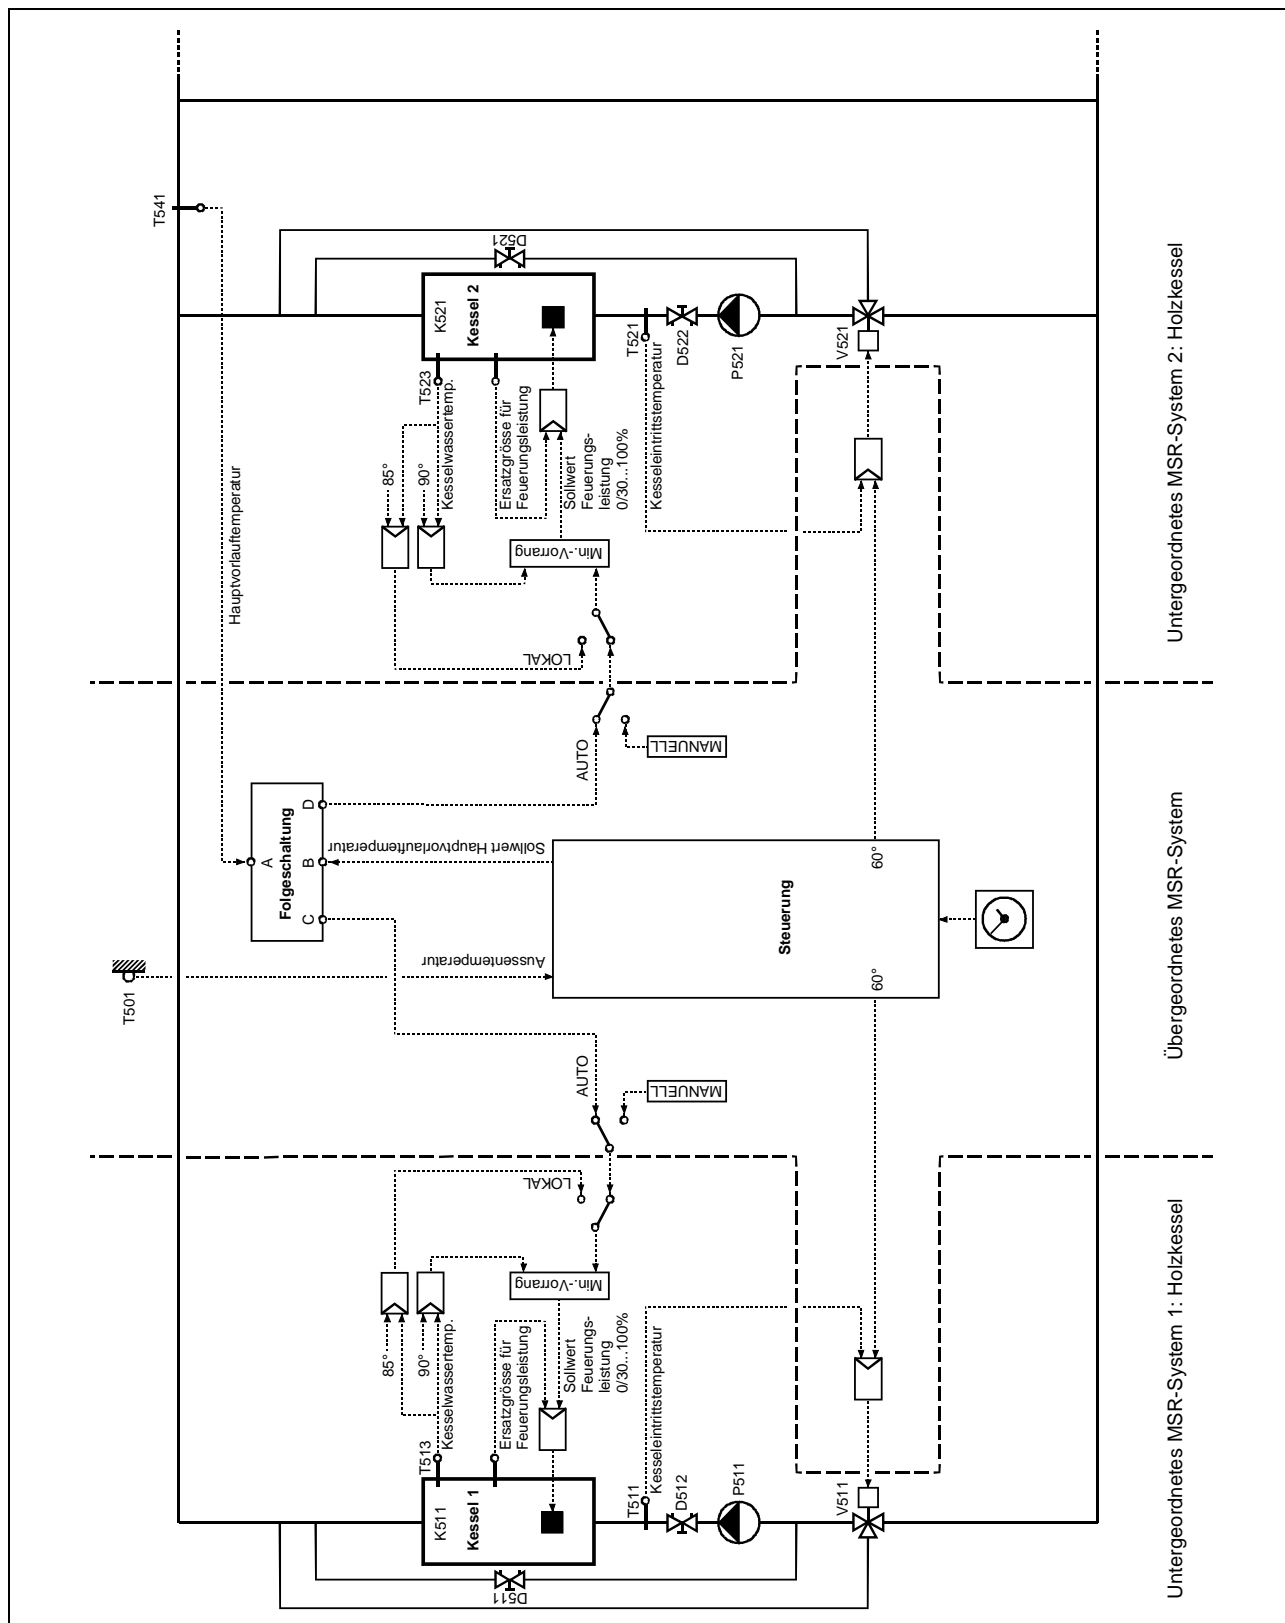 T541
Hauptvorlauftemperatur
D521
K521
Kessel 2
T523
Kesselwassertemp.
85°
90°
Ersatzgrösse für
Feuerungsleistung
Sollwert
Feuerungs-
leistung
0/30...100%
Min.-Vorrang
LOKAL
T521
Kesseleintrittstemperatur
D522
P521
V521
Untergeordnetes MSR-System 2: Holzkessel
AUTO
MANUELL
Folgeschaltung
A
B
C
D
Sollwert Hauptvorlauftemperatur
Aussentemperatur
T501
Steuerung
60°
60°
AUTO
MANUELL
Übergeordnetes MSR-System
LOKAL
Min.-Vorrang
85°
90°
Kesselwassertemp.
T513
Ersatzgrösse für
Feuerungsleistung
Sollwert
Feuerungs-
leistung
0/30...100%
K511
Kessel 1
D511
T511
Kesseleintrittstemperatur
D512
P511
V511
Untergeordnetes MSR-System 1: Holzkessel